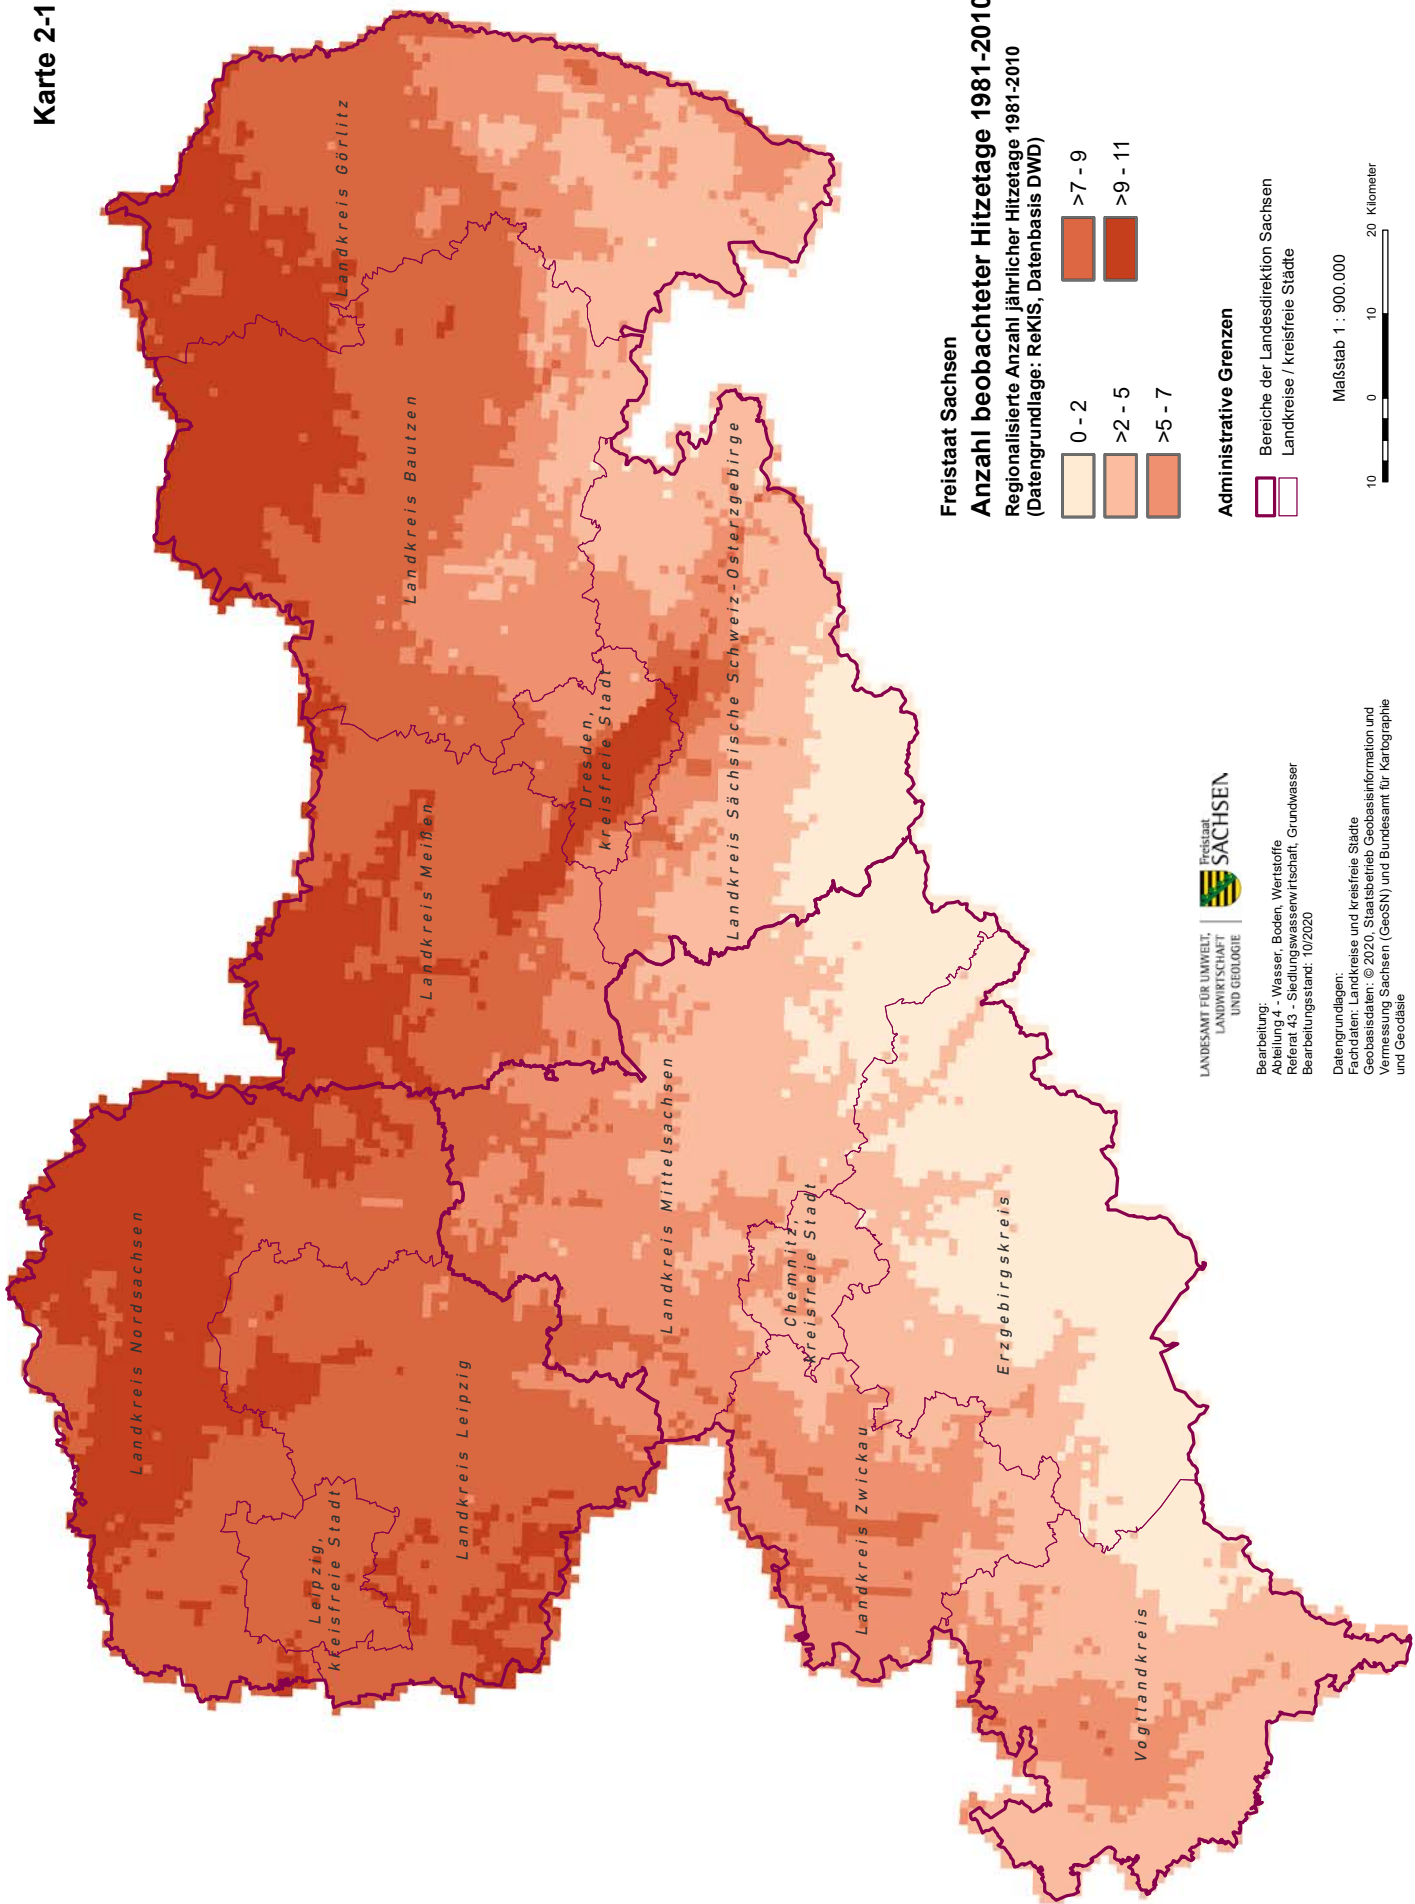 Karte 2-1
Landkreis Nordsachsen
Leipzig,
kreisfreie Stadt
Landkreis Leipzig
Landkreis Meißen
Landkreis Bautzen
Landkreis Görlitz
Dresden,
kreisfreie Stadt
Landkreis Sächsische Schweiz-Osterzgebirge
Landkreis Mittelsachsen
Chemnitz,
kreisfreie Stadt
Landkreis Zwickau
Erzgebirgskreis
Vogtlandkreis
Freistaat Sachsen
Anzahl beobachteter Hitzetage 1981-2010
Regionalisierte Anzahl jährlicher Hitzetage 1981-2010
(Datengrundlage: ReKIS, Datenbasis DWD)
0 - 2
>2 - 5
>5 - 7
>7 - 9
>9 - 11
Administrative Grenzen
Bereiche der Landesdirektion Sachsen
Landkreise / kreisfreie Städte
Maßstab 1 : 900.000
10 0 10 20 Kilometer
LANDESAMT FÜR UMWELT,
LANDWIRTSCHAFT
UND GEOLOGIE
Freistaat
SACHSEN
Bearbeitung:
Abteilung 4 - Wasser, Boden, Wertstoffe
Referat 43 - Siedlungswasserwirtschaft, Grundwasser
Bearbeitungsstand: 10/2020
Datengrundlagen:
Fachdaten: Landkreise und kreisfreie Städte
Geobasisdaten: © 2020, Staatsbetrieb Geobasisinformation und
Vermessung Sachsen (GeoSN) und Bundesamt für Kartographie
und Geodäsie